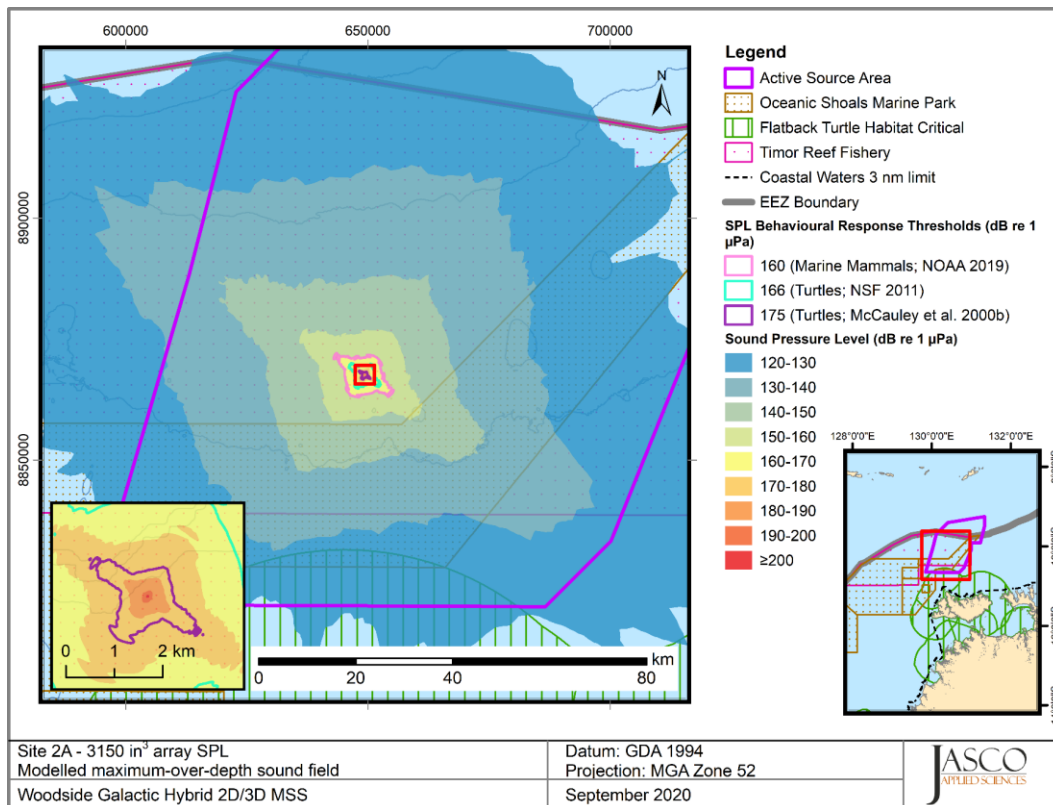 600000
650000
700000
8900000
8850000
N
0 1 2 km
0 20 40 60 80
km
Legend
Active Source Area
Oceanic Shoals Marine Park
Flatback Turtle Habitat Critical
Timor Reef Fishery
Coastal Waters 3 nm limit
EEZ Boundary
SPL Behavioural Response Thresholds (dB re 1
µPa)
160 (Marine Mammals; NOAA 2019)
166 (Turtles; NSF 2011)
175 (Turtles; McCauley et al. 2000b)
Sound Pressure Level (dB re 1 µPa)
120-130
130-140
140-150
150-160
160-170
170-180
180-190
190-200
≥200
128°0'0"E 130°0'0"E 132°0'0"E
Site 2A - 3150 in³ array SPL
Modelled maximum-over-depth sound field
Woodside Galactic Hybrid 2D/3D MSS
Datum: GDA 1994
Projection: MGA Zone 52
September 2020
JASCO
APPLIED SCIENCES